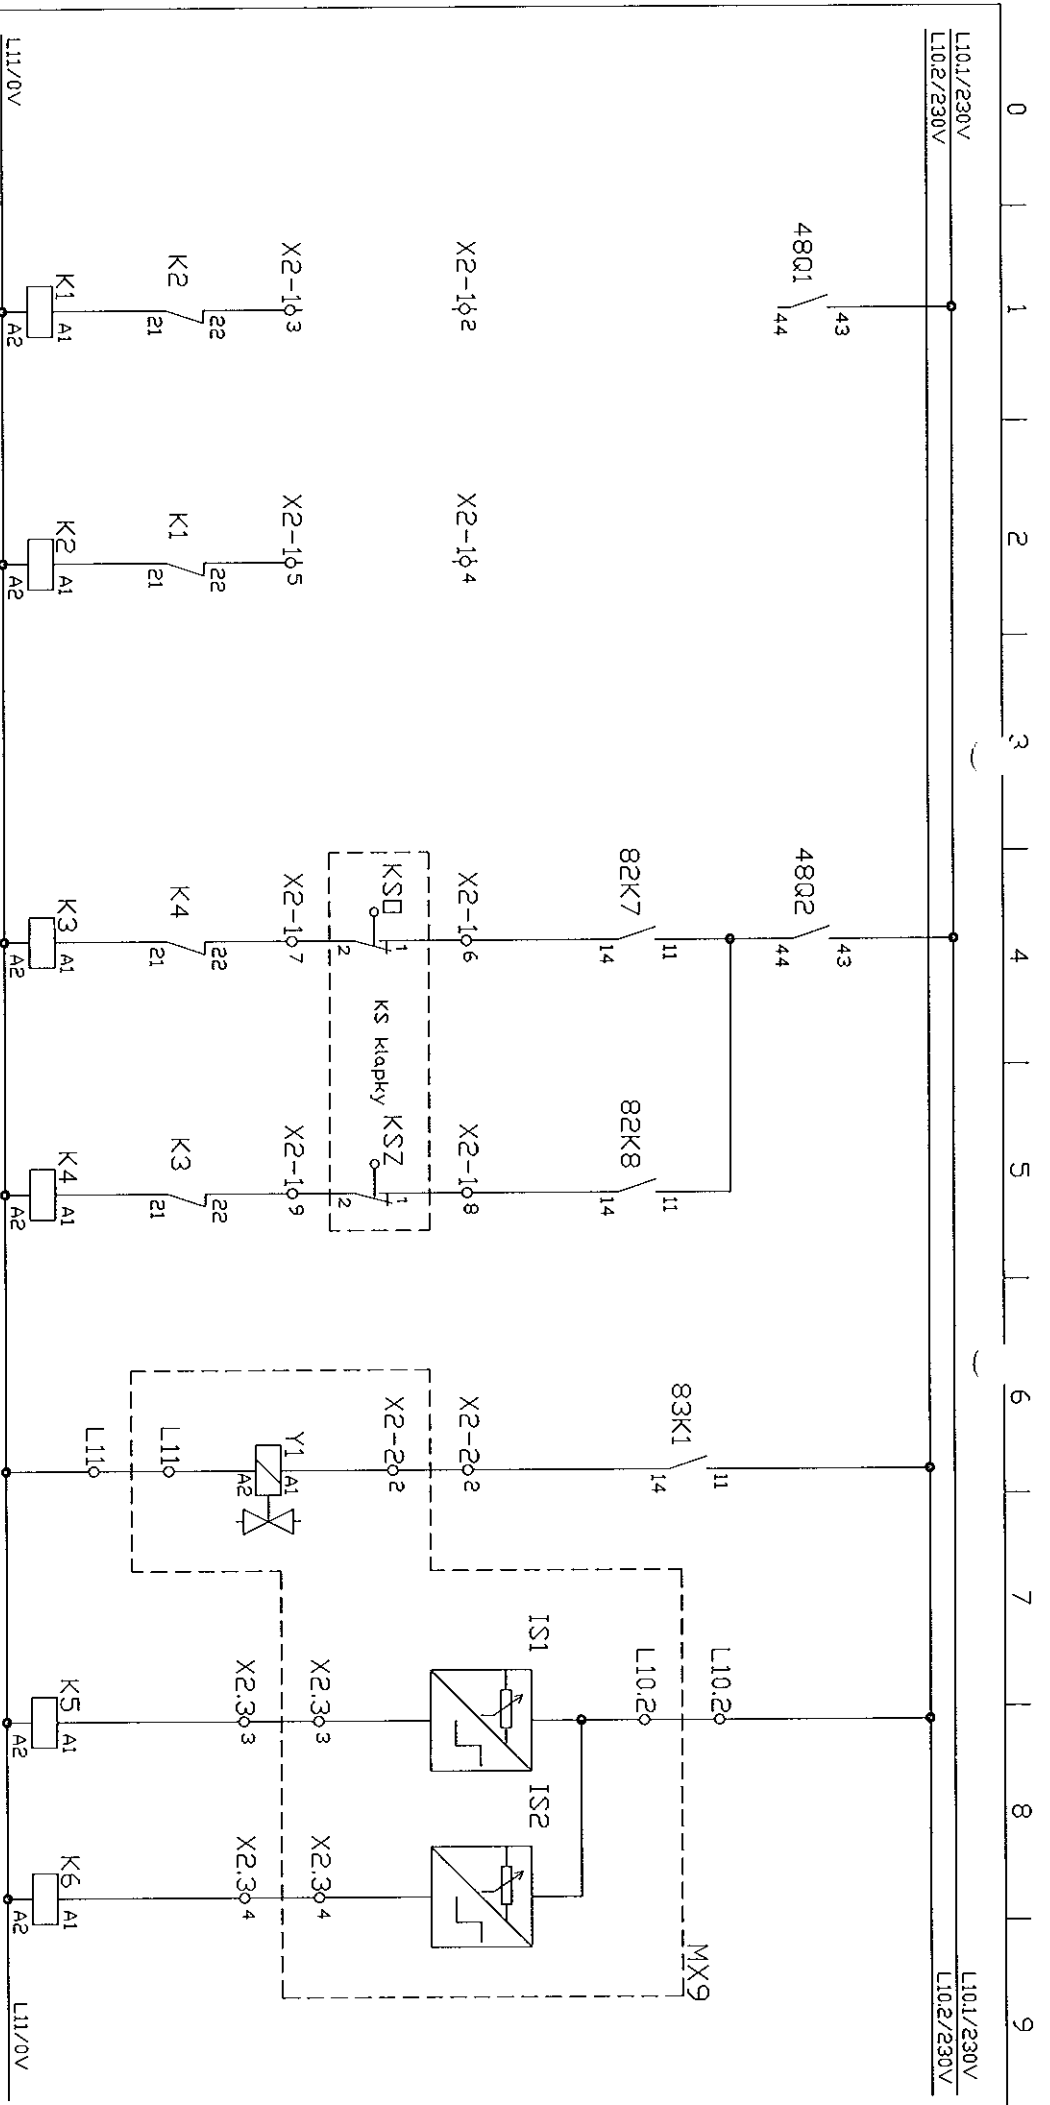 0 1 2 3 4 5 6 7 8 9
L10.1/230V
L10.2/230V
L10.1/230V
L10.2/230V
48Q1
43
44
X2-1 2
X2-1 3
K2
22
21
K1
A1
A2
X2-1 4
X2-1 5
K1
22
21
K2
A1
A2
48Q2
43
44
82K7
11
14
X2-1 6
KSO
1
2
X2-1 7
K4
22
21
K3
A1
A2
KS klapky
82K8
11
14
X2-1 8
KSZ
1
2
X2-1 9
K3
22
21
K4
A1
A2
83K1
11
14
X2-2 2
X2-2 2
Y1
A1
A2
L11
L11
MX9
L10.2
L10.2
IS1
X2.3 3
X2.3 3
K5
A1
A2
IS2
X2.3 4
X2.3 4
K6
A1
A2
L11/0V
L11/0V